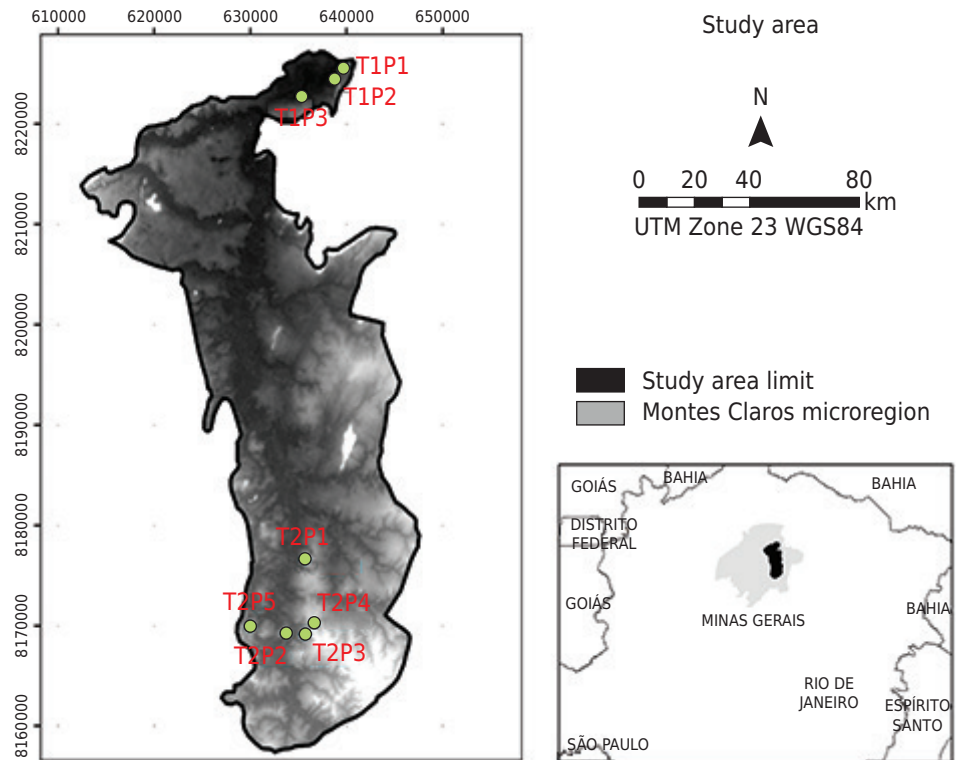 610000 620000 630000 640000 650000
Study area
T1P1
T1P2
T1P3
8220000
8210000
8200000
8190000
8180000
8170000
8160000
N
0 20 40 80
km
UTM Zone 23 WGS84
Study area limit
Montes Claros microregion
T2P1
T2P5
T2P4
T2P2
T2P3
GOIÁS
BAHIA
BAHIA
DISTRITO
FEDERAL
GOIÁS
MINAS GERAIS
BAHIA
RIO DE
JANEIRO
ESPÍRITO
SANTO
SÃO PAULO